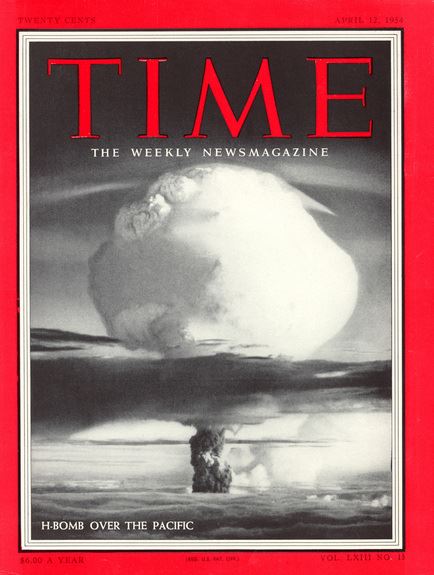 TWENTY CENTS APRIL 12, 1954
TIME
THE WEEKLY NEWSMAGAZINE
H-BOMB OVER THE PACIFIC
$6.00 A YEAR (REG. U.S. PAT. OFF.) VOL. LXIII NO. 15